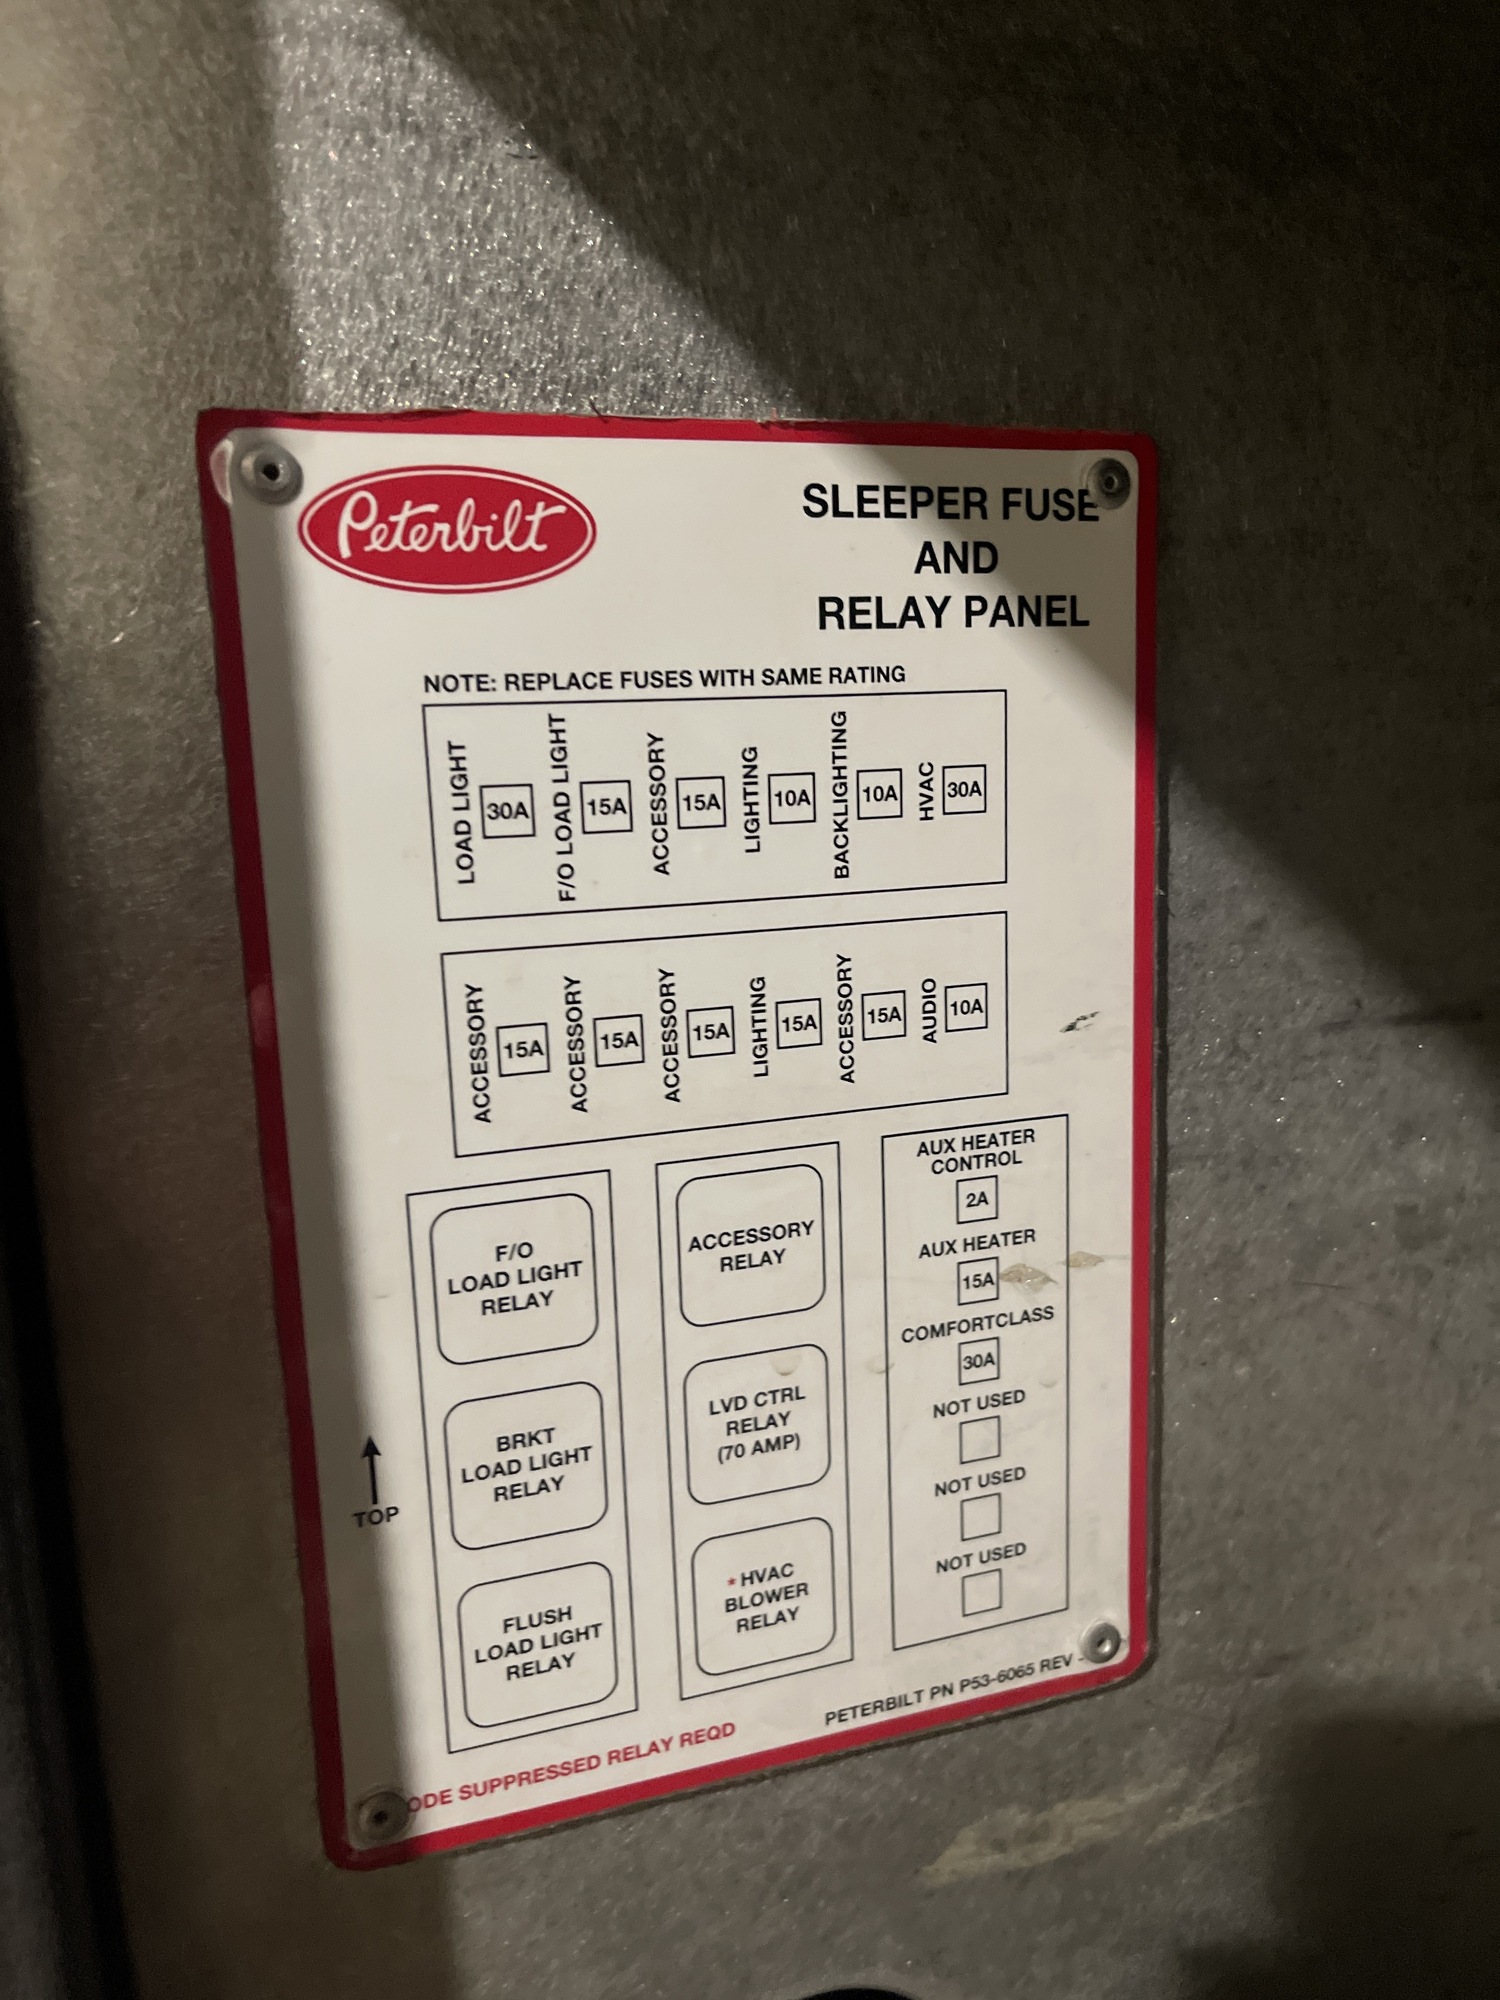 Peterbilt
SLEEPER FUSE
AND
RELAY PANEL
NOTE: REPLACE FUSES WITH SAME RATING
LOAD LIGHT
30A
F/O LOAD LIGHT
15A
ACCESSORY
15A
LIGHTING
10A
BACKLIGHTING
10A
HVAC
30A
ACCESSORY
15A
ACCESSORY
15A
ACCESSORY
15A
LIGHTING
15A
ACCESSORY
15A
AUDIO
10A
F/O
LOAD LIGHT
RELAY
BRKT
LOAD LIGHT
RELAY
FLUSH
LOAD LIGHT
RELAY
ACCESSORY
RELAY
LVD CTRL
RELAY
(70 AMP)
*HVAC
BLOWER
RELAY
AUX HEATER
CONTROL
2A
AUX HEATER
15A
COMFORTCLASS
30A
NOT USED
NOT USED
NOT USED
TOP
ODE SUPPRESSED RELAY REQD
PETERBILT PN P53-6065 REV -